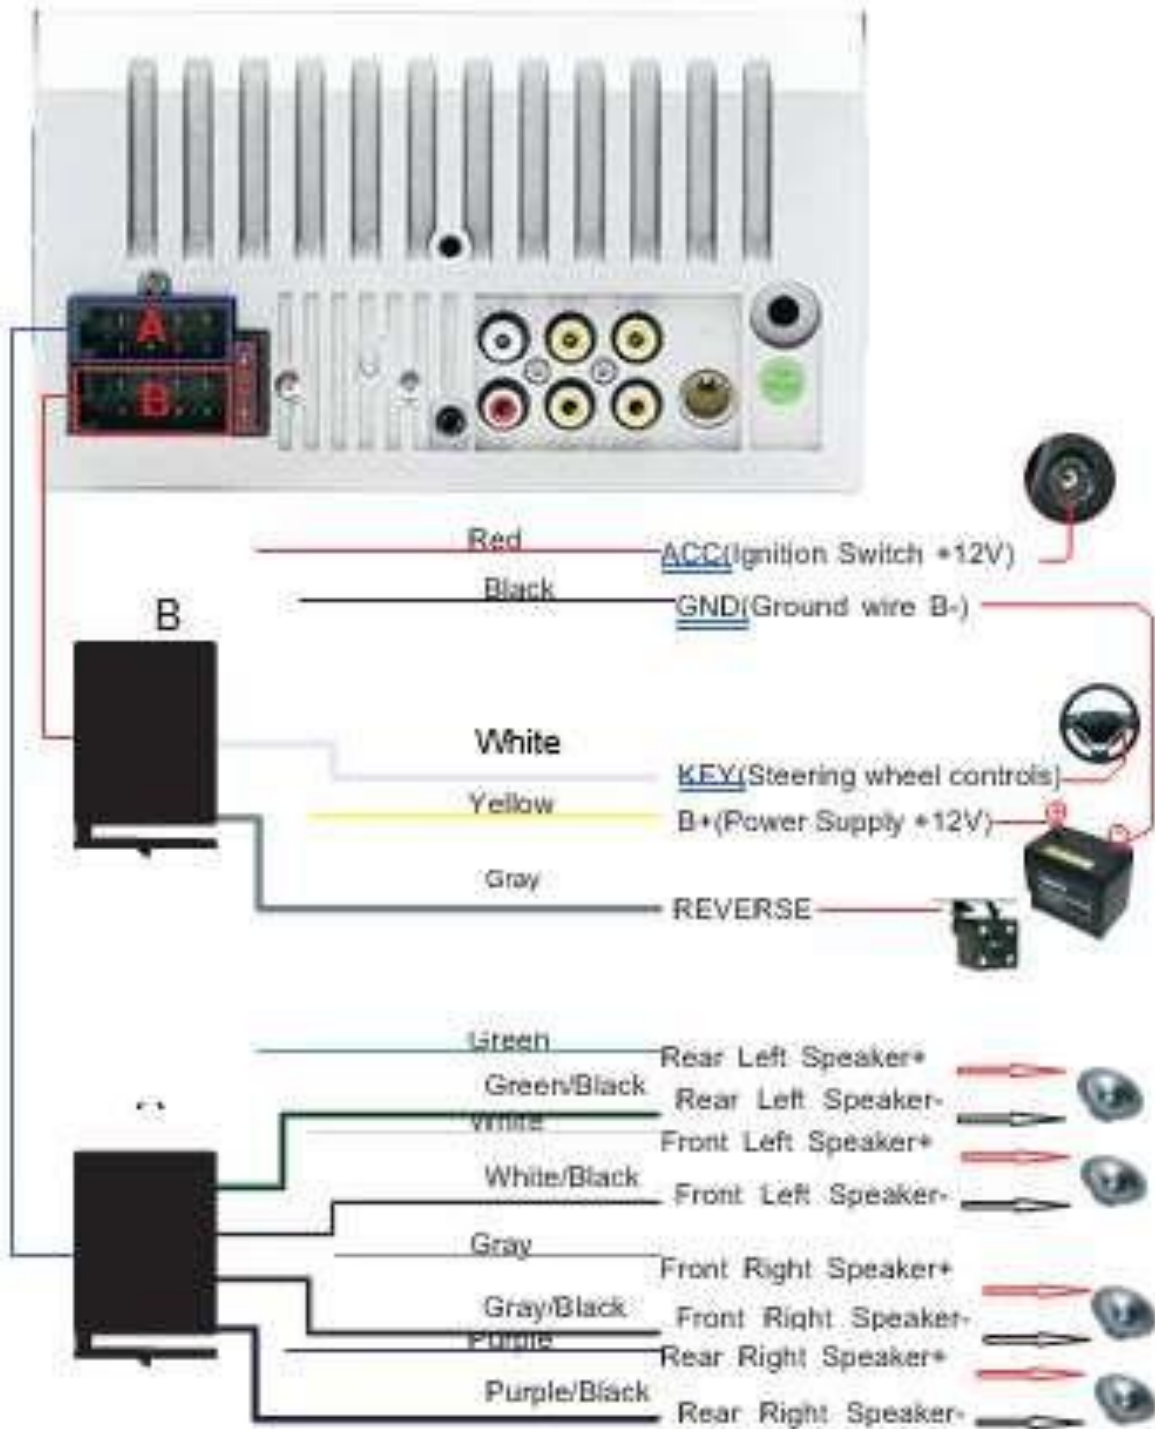 A
B
Red
ACC(Ignition Switch +12V)
Black
GND(Ground wire B-)
B
White
KEY(Steering wheel controls)
Yellow
B+(Power Supply +12V)
+
-
Gray
REVERSE
Green
Rear Left Speaker+
Green/Black
Rear Left Speaker-
White
Front Left Speaker+
White/Black
Front Left Speaker-
Gray
Front Right Speaker+
Gray/Black
Front Right Speaker-
Purple
Rear Right Speaker+
Purple/Black
Rear Right Speaker-